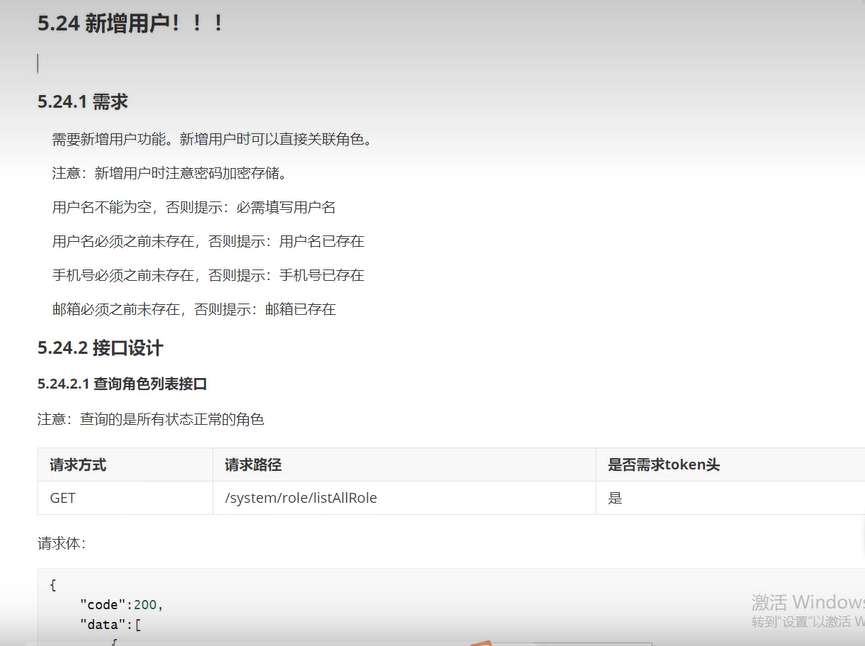 5.24 新增用户！！！
5.24.1 需求
需要新增用户功能。新增用户时可以直接关联角色。
注意：新增用户时注意密码加密存储。
用户名不能为空，否则提示：必需填写用户名
用户名必须之前未存在，否则提示：用户名已存在
手机号必须之前未存在，否则提示：手机号已存在
邮箱必须之前未存在，否则提示：邮箱已存在
5.24.2 接口设计
5.24.2.1 查询角色列表接口
注意：查询的是所有状态正常的角色
请求方式 请求路径 是否需求token头
GET /system/role/listAllRole 是
请求体：
{
"code":200,
"data":[
{
激活 Windows
转到"设置"以激活 W